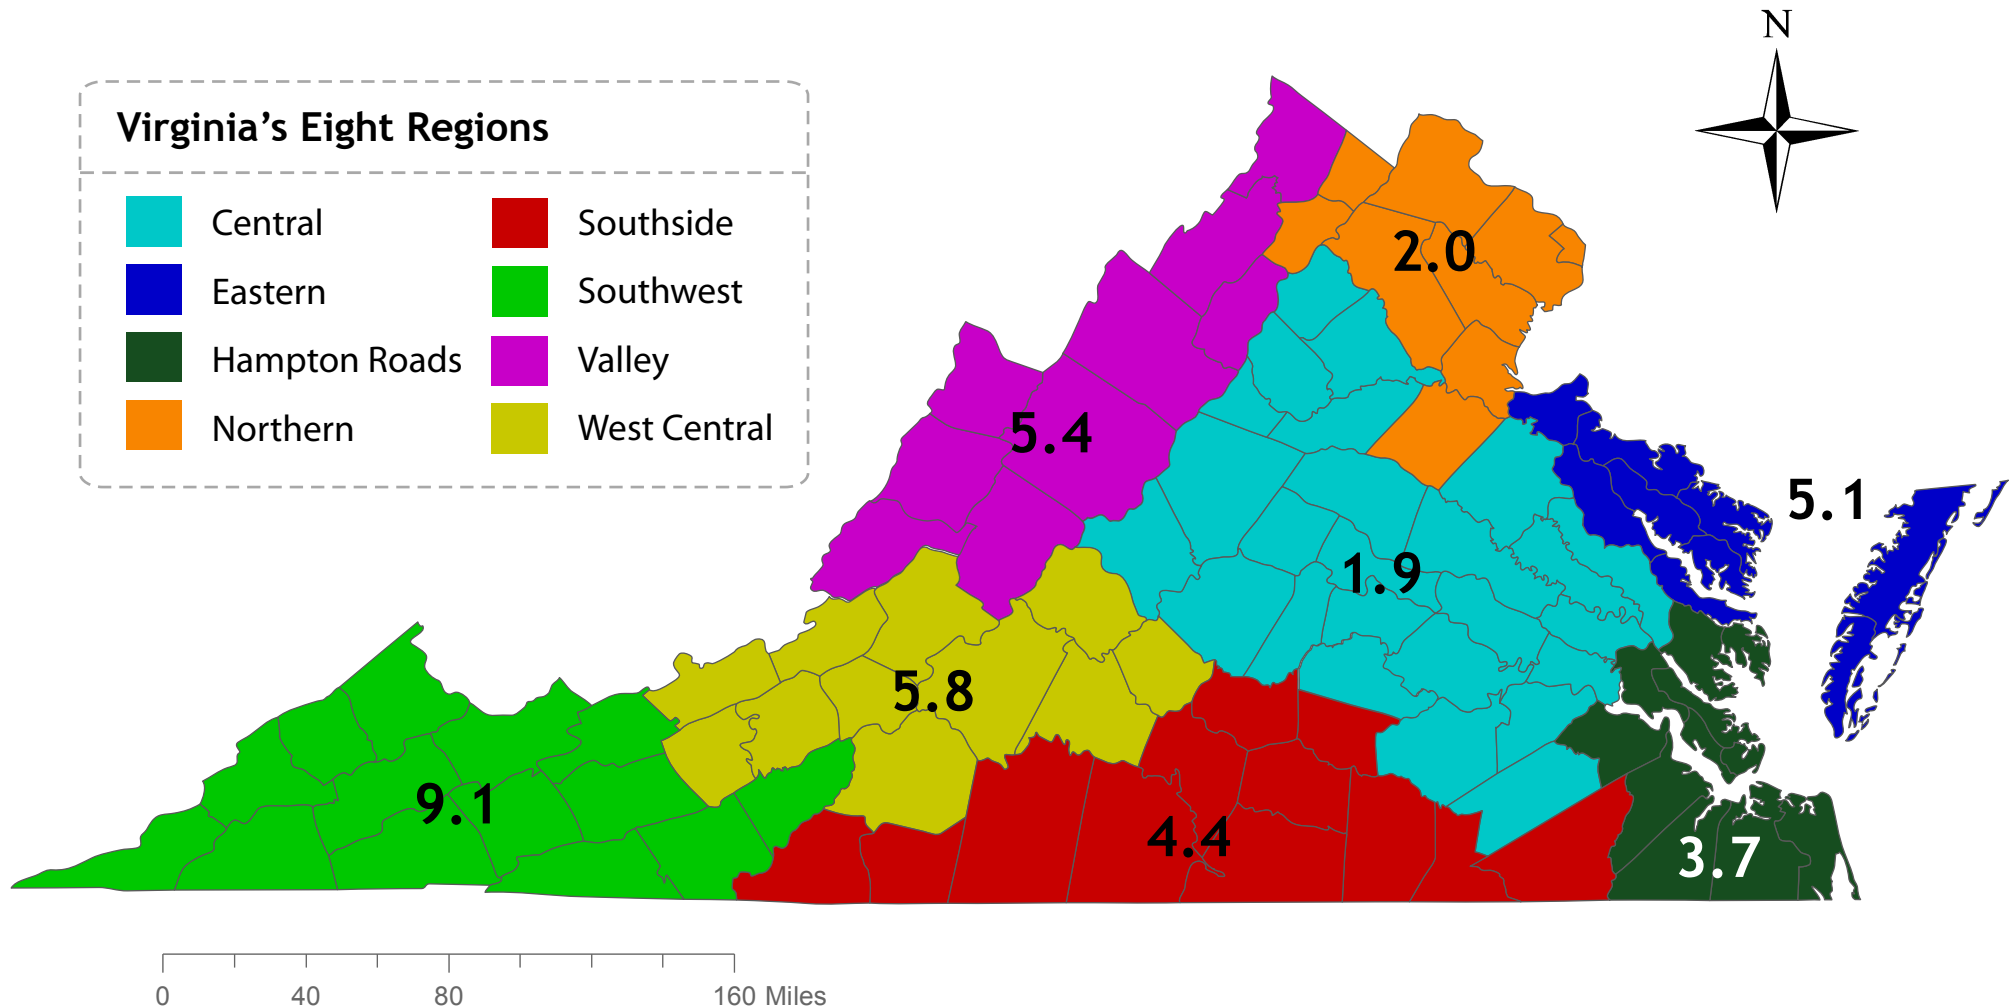 N
Virginia’s Eight Regions
Central
Southside
Eastern
Southwest
Hampton Roads
Valley
Northern
West Central
2.0
5.4
5.1
1.9
5.8
9.1
4.4
3.7
0 40 80 160 Miles